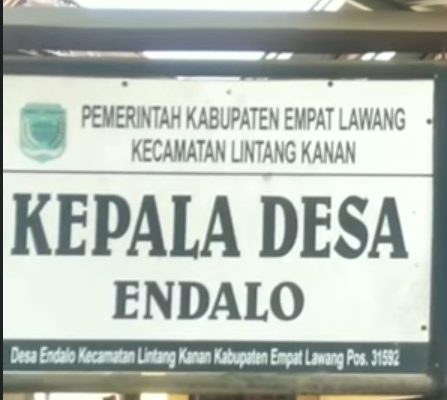 PEMERINTAH KABUPATEN EMPAT LAWANG
KECAMATAN LINTANG KANAN
KEPALA DESA
ENDALO
Desa Endalo Kecamatan Lintang Kanan Kabupaten Empat Lawang Pos. 31592